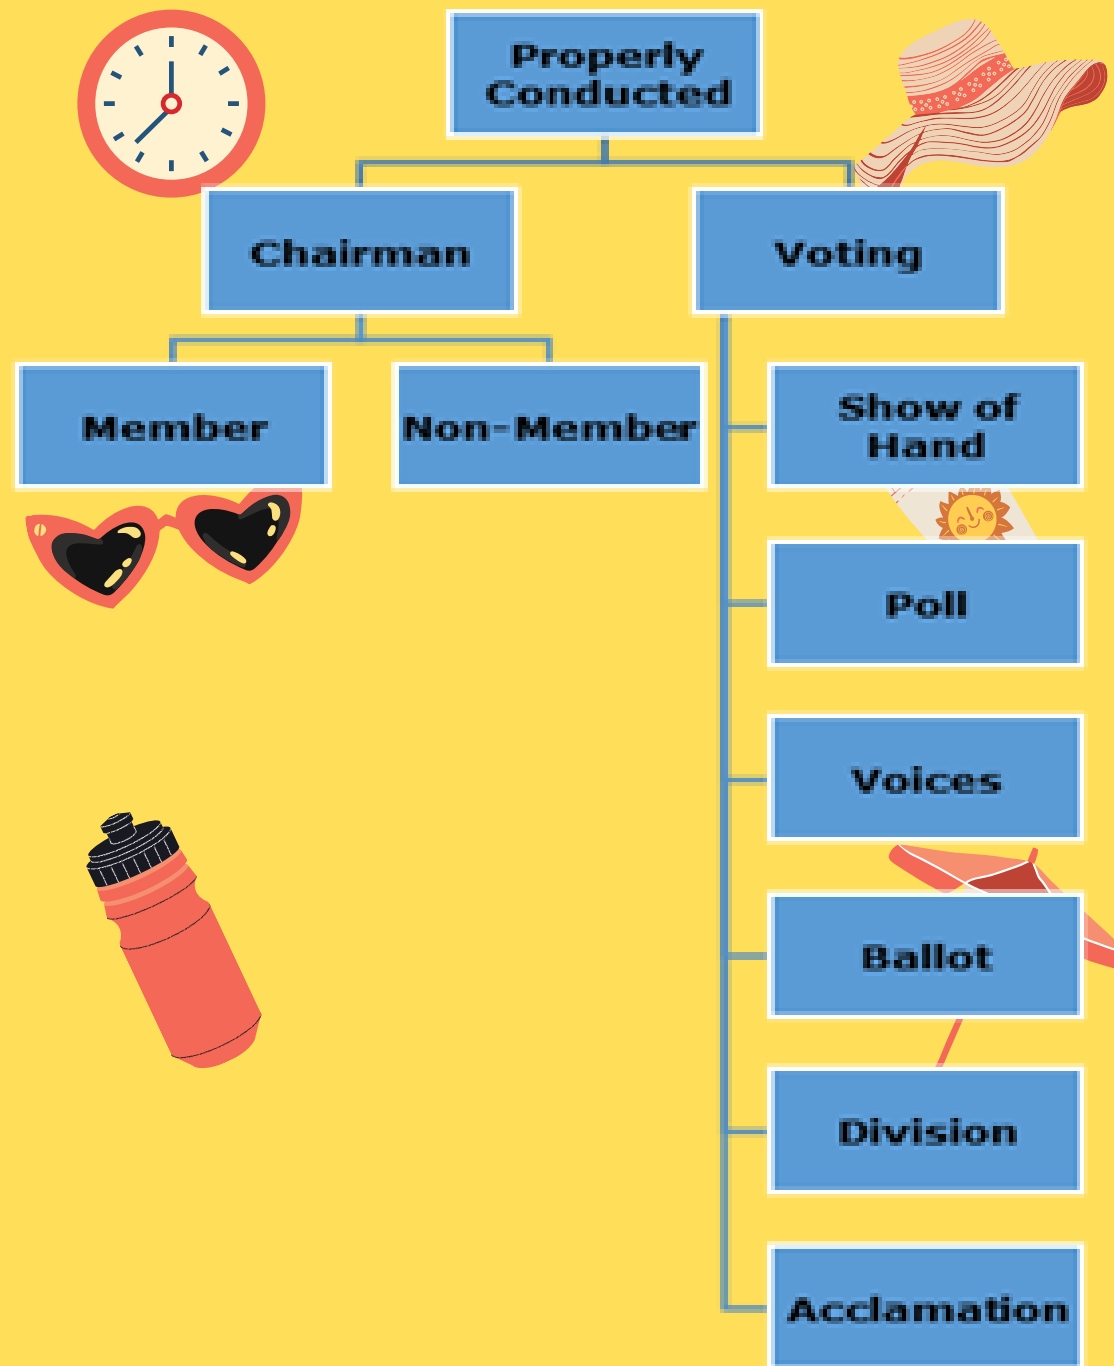 Properly
Conducted
Chairman
Voting
Member
Non-Member
Show of
Hand
Poll
Voices
Ballot
Division
Acclamation